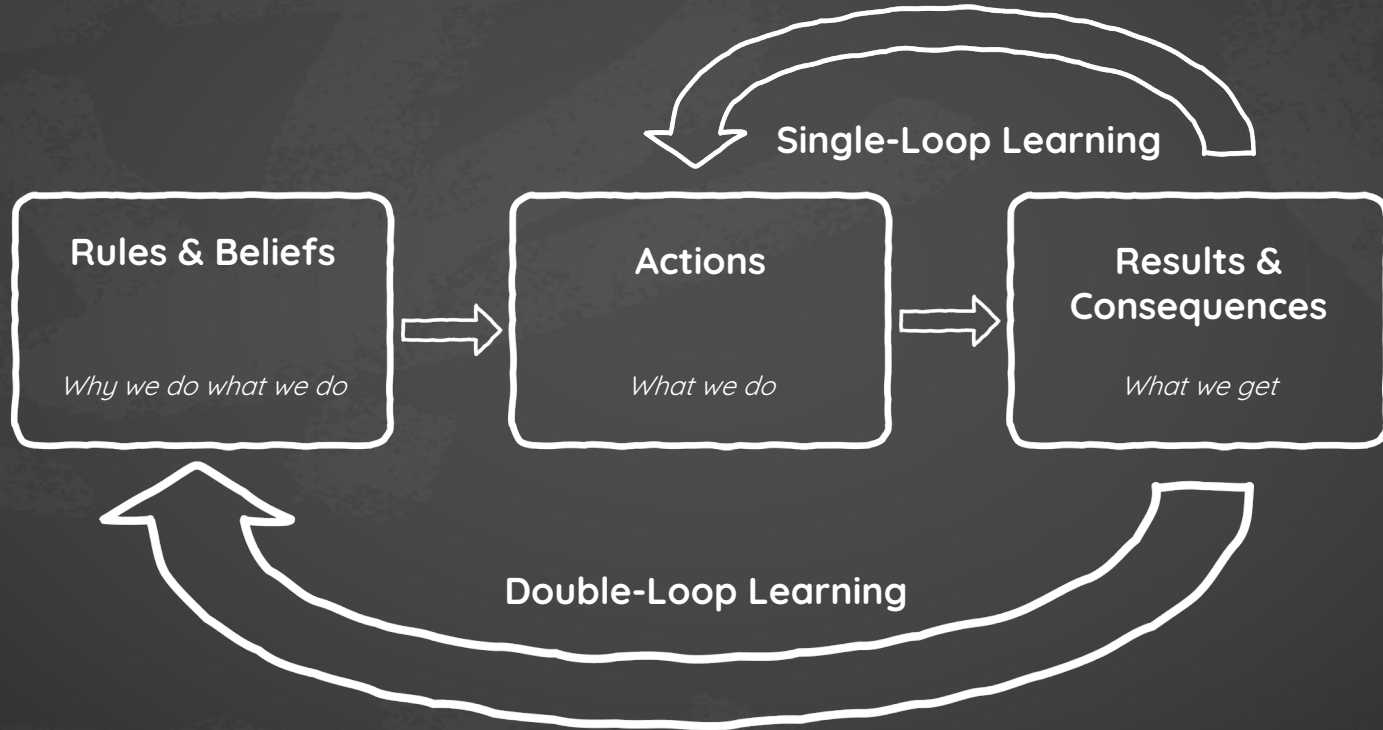 Single-Loop Learning
Rules & Beliefs
Why we do what we do
Actions
What we do
Results &
Consequences
What we get
Double-Loop Learning